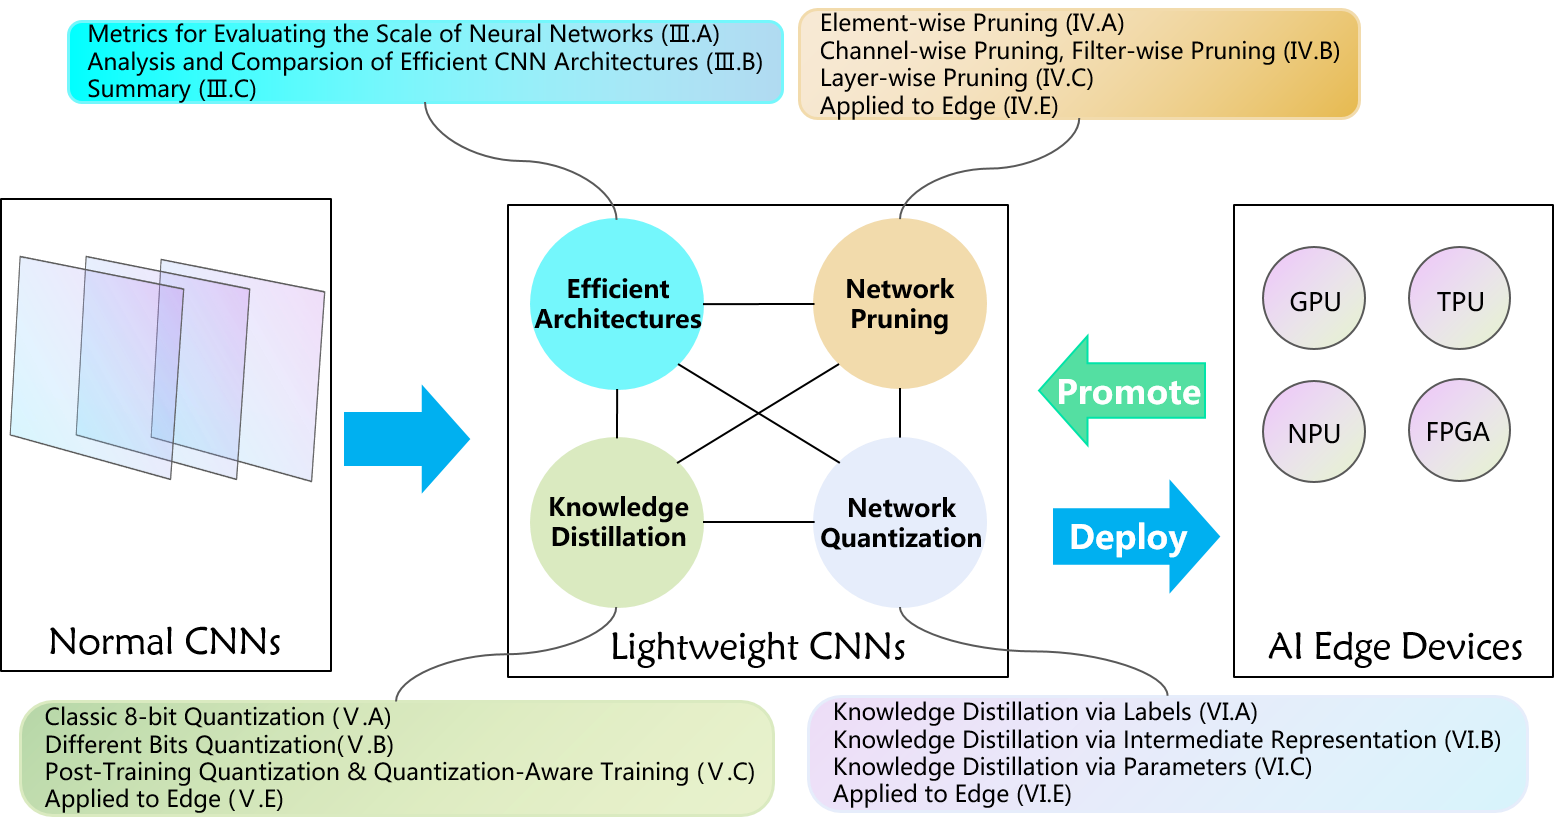 Metrics for Evaluating the Scale of Neural Networks (Ⅲ.A)
Analysis and Comparsion of Efficient CNN Architectures (Ⅲ.B)
Summary (Ⅲ.C)
Element-wise Pruning (Ⅳ.A)
Channel-wise Pruning, Filter-wise Pruning (Ⅳ.B)
Layer-wise Pruning (Ⅳ.C)
Applied to Edge (Ⅳ.E)
Normal CNNs
Efficient
Architectures
Network
Pruning
Knowledge
Distillation
Network
Quantization
Lightweight CNNs
Promote
Deploy
GPU
TPU
NPU
FPGA
AI Edge Devices
Classic 8-bit Quantization (Ⅴ.A)
Different Bits Quantization(Ⅴ.B)
Post-Training Quantization & Quantization-Aware Training (Ⅴ.C)
Applied to Edge (Ⅴ.E)
Knowledge Distillation via Labels (Ⅵ.A)
Knowledge Distillation via Intermediate Representation (Ⅵ.B)
Knowledge Distillation via Parameters (Ⅵ.C)
Applied to Edge (Ⅵ.E)